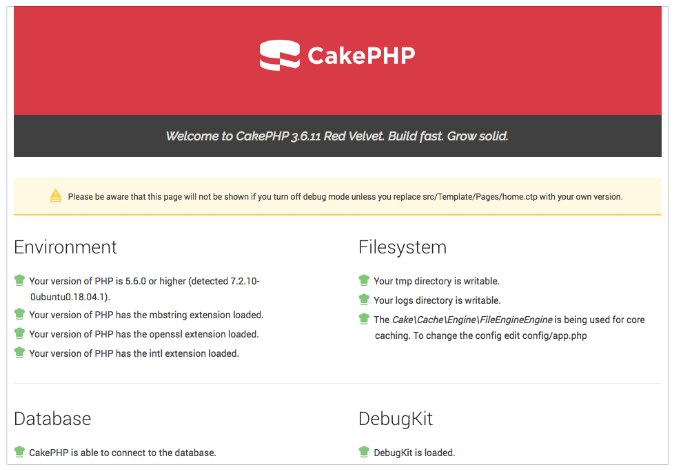 CakePHP
Welcome to CakePHP 3.6.11 Red Velvet. Build fast. Grow solid.
Please be aware that this page will not be shown if you turn off debug mode unless you replace src/Template/Pages/home.ctp with your own version.
Environment
Your version of PHP is 5.6.0 or higher (detected 7.2.10-
0ubuntu0.18.04.1).
Your version of PHP has the mbstring extension loaded.
Your version of PHP has the openssl extension loaded.
Your version of PHP has the intl extension loaded.
Filesystem
Your tmp directory is writable.
Your logs directory is writable.
The Cake\Cache\Engine\FileEngineEngine is being used for core
caching. To change the config edit config/app.php
Database
CakePHP is able to connect to the database.
DebugKit
DebugKit is loaded.